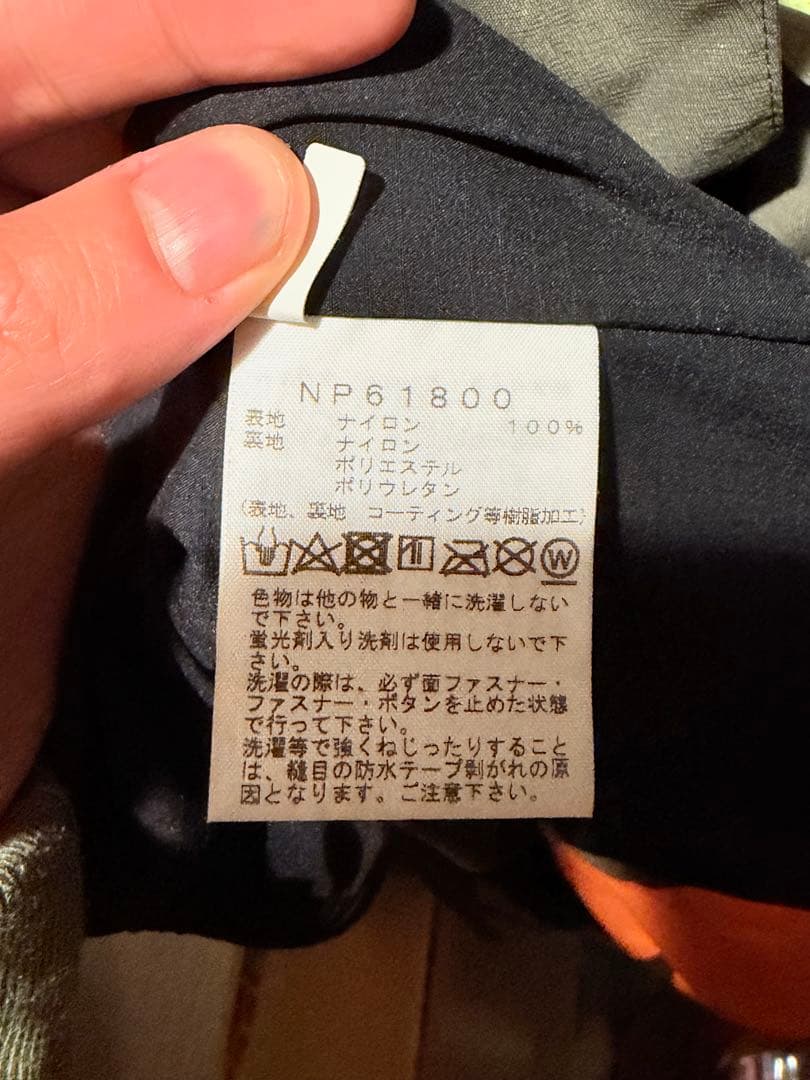 NP61800
表地 ナイロン 100%
裏地 ナイロン
ポリエステル
ポリウレタン
(表地、裏地 コーティング等樹脂加工)
W
色物は他の物と一緒に洗濯しない
で下さい。
蛍光剤入り洗剤は使用しないで下
さい。
洗濯の際は、必ず面ファスナー・
ファスナー・ボタンを止めた状態
で行って下さい。
洗濯等で強くねじったりすること
は、縫目の防水テープ剥がれの原
因となります。ご注意下さい。